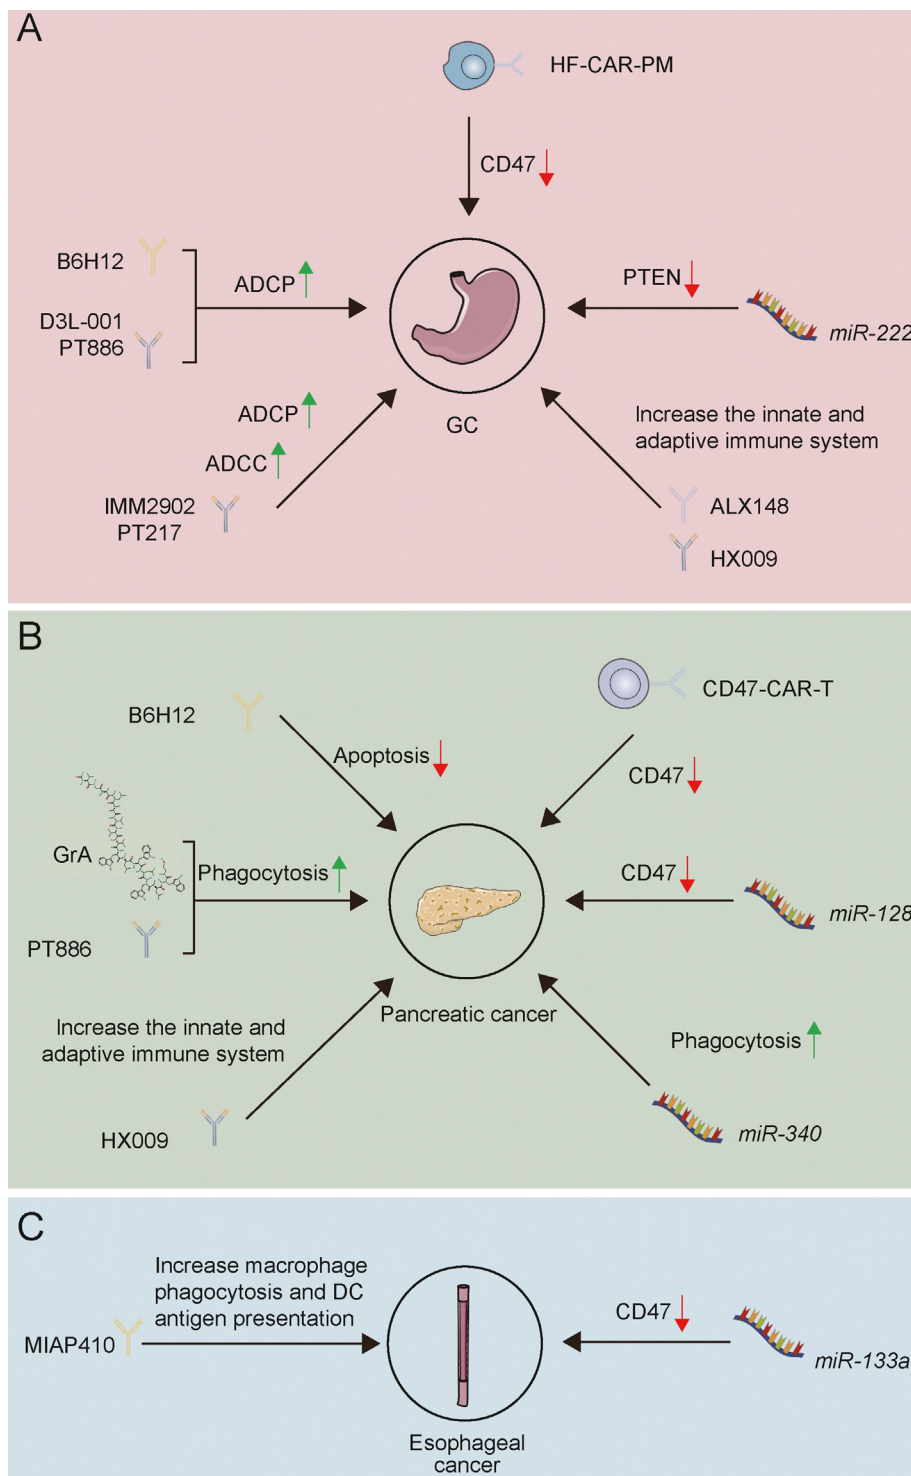 A
HF-CAR-PM
CD47
B6H12
ADCP
D3L-001
PT886
PTEN
miR-222
GC
ADCP
ADCC
IMM2902
PT217
Increase the innate and
adaptive immune system
ALX148
HX009
B
B6H12
Apoptosis
CD47-CAR-T
CD47
GrA
Phagocytosis
PT886
CD47
miR-128
Pancreatic cancer
Increase the innate and
adaptive immune system
HX009
Phagocytosis
miR-340
C
Increase macrophage
phagocytosis and DC
antigen presentation
MIAP410
CD47
miR-133a
Esophageal
cancer